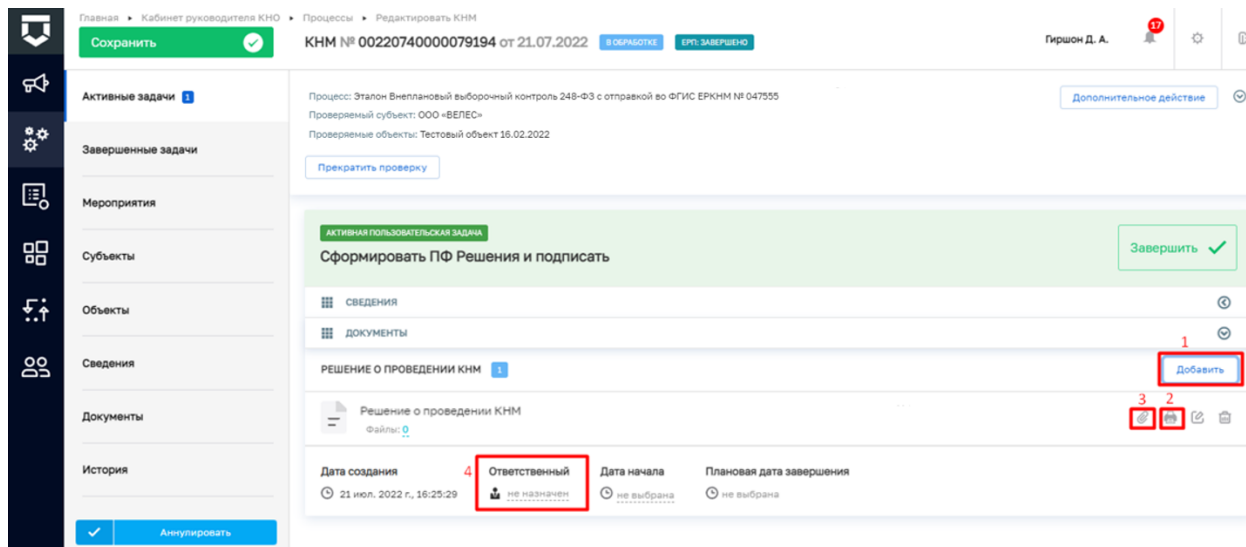 Главная ▸ Кабинет руководителя КНО ▸ Процессы ▸ Редактировать КНМ
Сохранить
КНМ № 00220740000079194 от 21.07.2022 В ОБРАБОТКЕ ЕРП: ЗАВЕРШЕНО
Гиршон Д. А.
17
Активные задачи 1
Завершенные задачи
Мероприятия
Субъекты
Объекты
Сведения
Документы
История
Аннулировать
Процесс: Эталон Внеплановый выборочный контроль 248-ФЗ с отправкой во ФГИС ЕРКНМ № 047555
Проверяемый субъект: ООО «ВЕЛЕС»
Проверяемые объекты: Тестовый объект 16.02.2022
Дополнительное действие
Прекратить проверку
АКТИВНАЯ ПОЛЬЗОВАТЕЛЬСКАЯ ЗАДАЧА
Сформировать ПФ Решения и подписать
Завершить
СВЕДЕНИЯ
ДОКУМЕНТЫ
1
РЕШЕНИЕ О ПРОВЕДЕНИИ КНМ 1
Добавить
3 2
Решение о проведении КНМ
Файлы: 0
Дата создания 4 Ответственный Дата начала Плановая дата завершения
21 июл. 2022 г., 16:25:29 не назначен не выбрана не выбрана